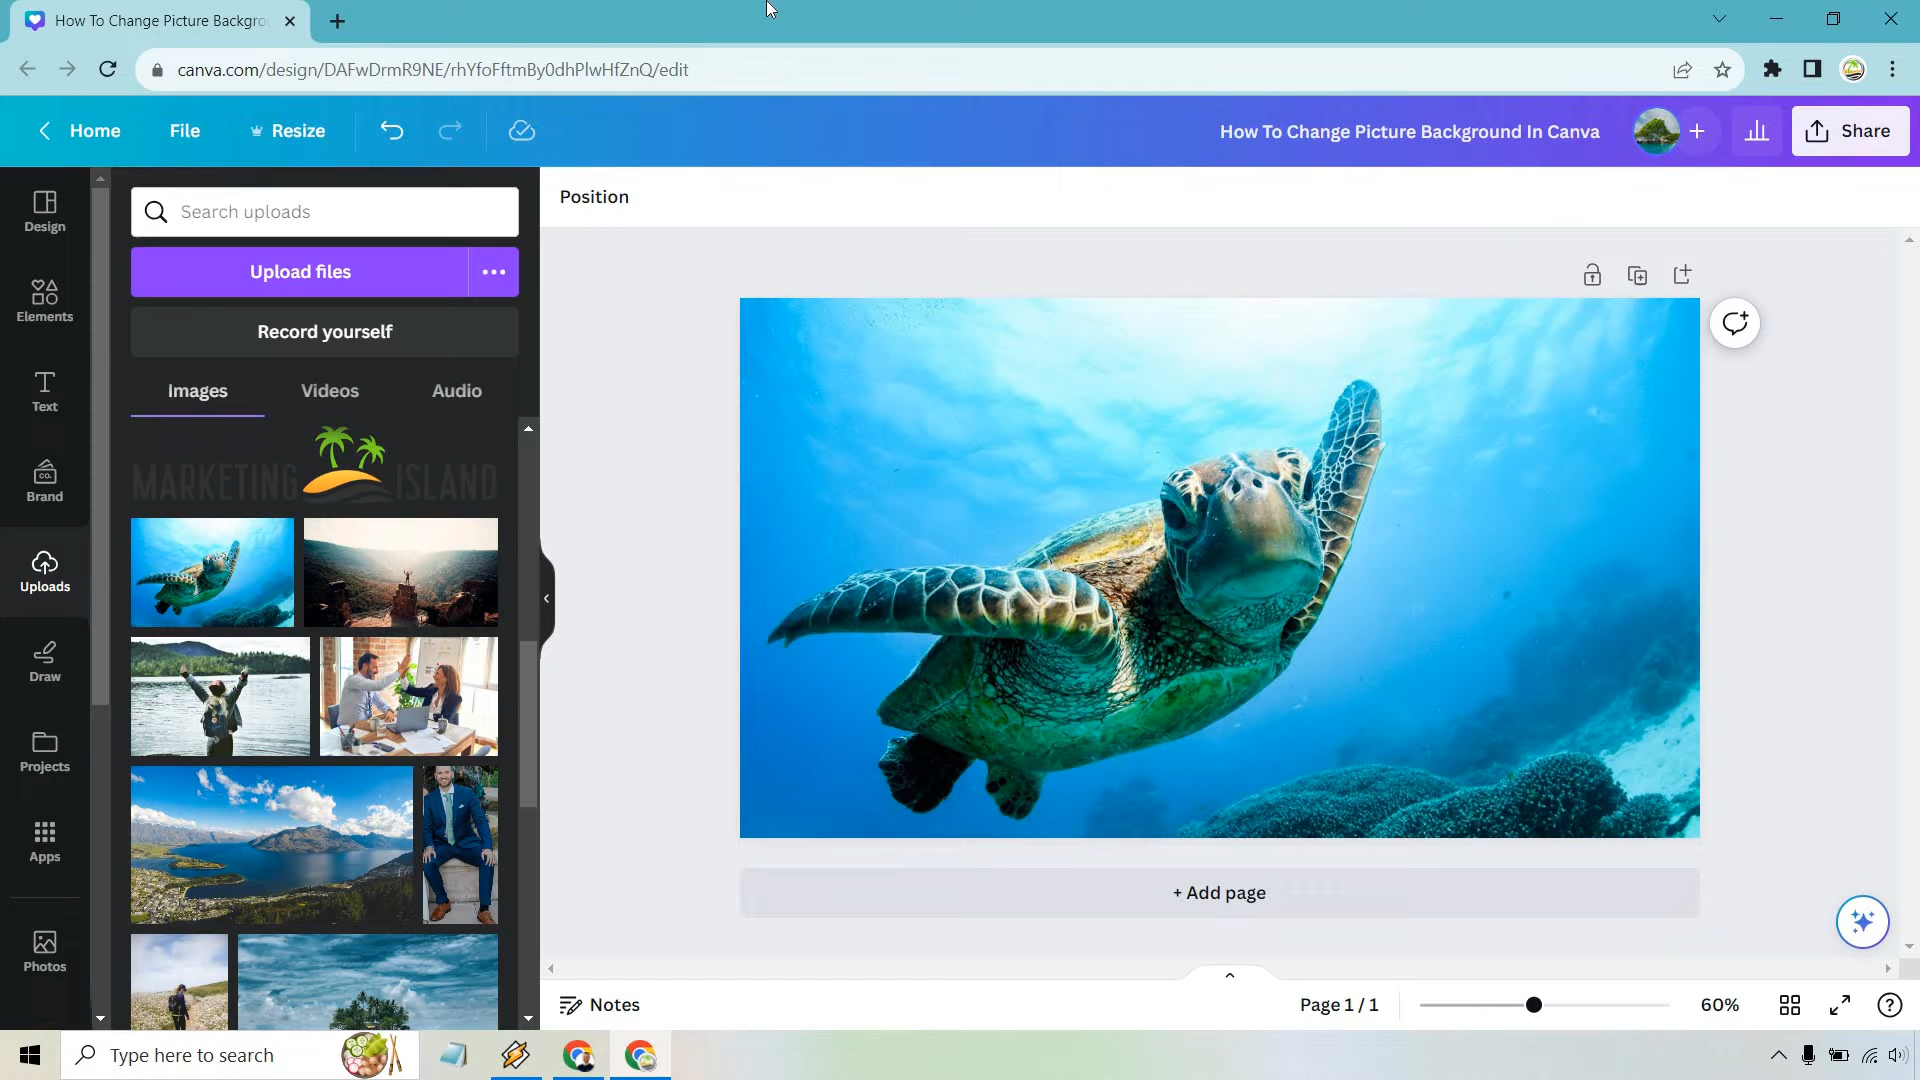 How To Change Picture Backgro
canva.com/design/DAFwDrmR9NE/rhYfoFftmBy0dhPlwHfZnQ/edit
Home
File
Resize
How To Change Picture Background In Canva
Share
Design
Elements
Text
CO.
Brand
Uploads
Draw
Projects
Apps
Photos
Search uploads
Upload files
Record yourself
Images
Videos
Audio
MARKETING ISLAND
Position
+ Add page
Notes
Page 1 / 1
60%
Type here to search